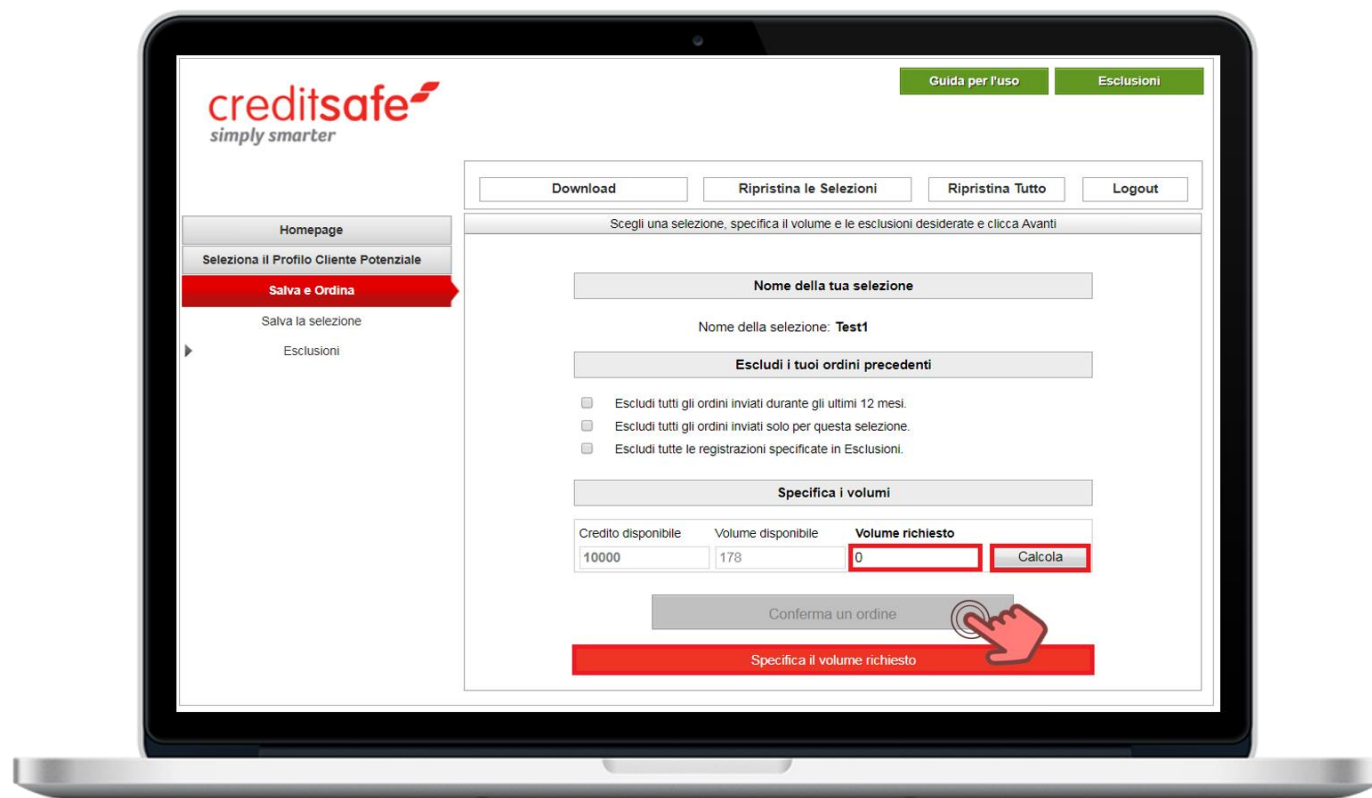 Guida per l'uso
Esclusioni
creditsafe
simply smarter
Download
Ripristina le Selezioni
Ripristina Tutto
Logout
Scegli una selezione, specifica il volume e le esclusioni desiderate e clicca Avanti
Homepage
Seleziona il Profilo Cliente Potenziale
Salva e Ordina
Salva la selezione
Esclusioni
Nome della tua selezione
Nome della selezione: Test1
Escludi i tuoi ordini precedenti
Escludi tutti gli ordini inviati durante gli ultimi 12 mesi.
Escludi tutti gli ordini inviati solo per questa selezione.
Escludi tutte le registrazioni specificate in Esclusioni.
Specifica i volumi
Credito disponibile
Volume disponibile
Volume richiesto
10000
178
0
Calcola
Conferma un ordine
Specifica il volume richiesto